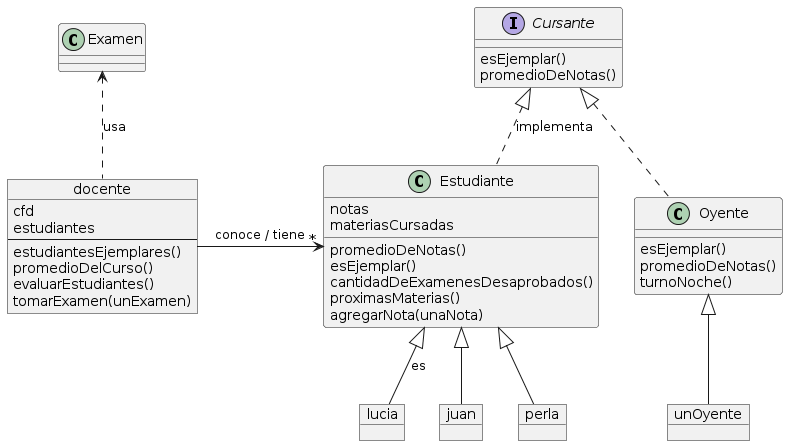 I Cursante
esEjemplar()
promedioDeNotas()
C Examen
usa
implementa
docente
cfd
estudiantes
estudiantesEjemplares()
promedioDelCurso()
evaluarEstudiantes()
tomarExamen(unExamen)
conoce / tiene *
C Estudiante
notas
materiasCursadas
promedioDeNotas()
esEjemplar()
cantidadDeExamenesDesaprobados()
proximasMaterias()
agregarNota(unaNota)
C Oyente
esEjemplar()
promedioDeNotas()
turnoNoche()
es
lucia
juan
perla
unOyente